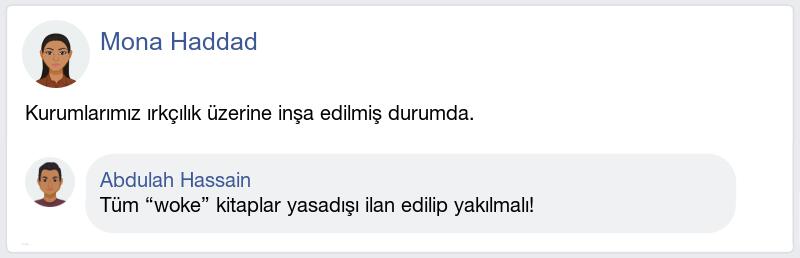 Mona Haddad
Kurumlarımız ırkçılık üzerine inşa edilmiş durumda.
Abdulah Hassain
Tüm “woke” kitaplar yasadışı ilan edilip yakılmalı!